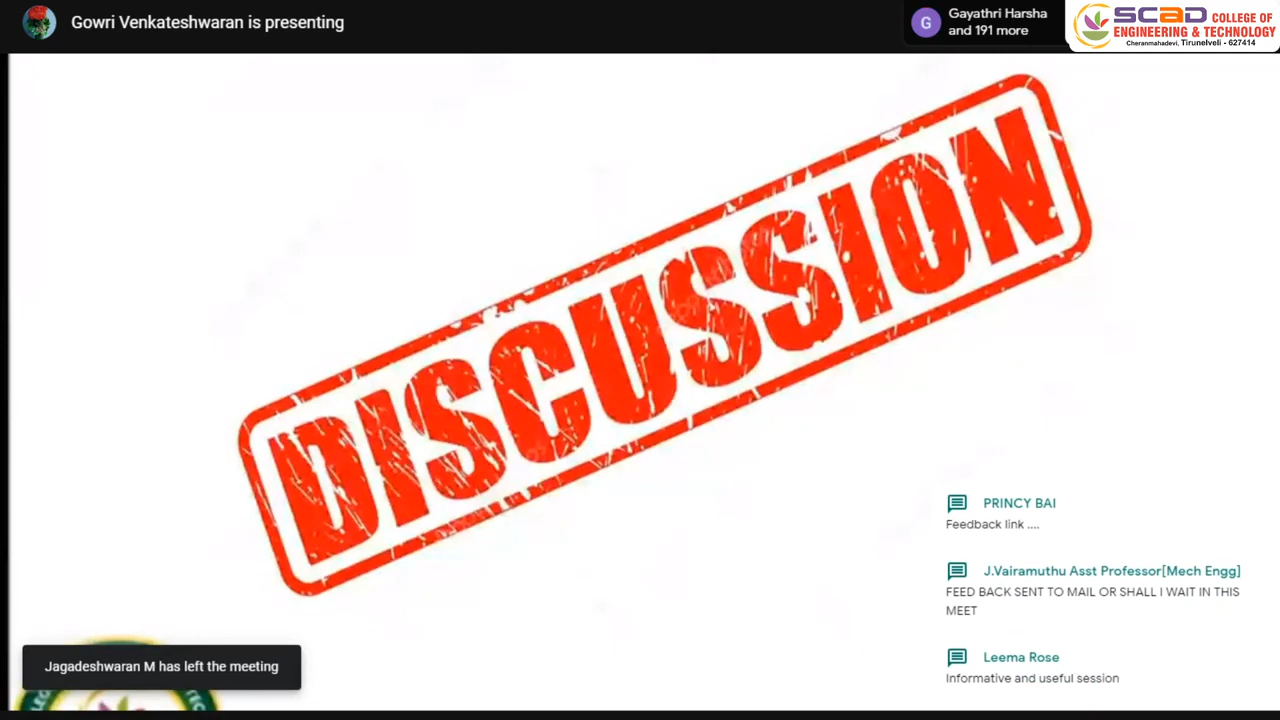 Gowri Venkateshwaran is presenting
G
Gayathri Harsha
and 191 more
SCAD COLLEGE OF
ENGINEERING & TECHNOLOGY
Cheranmahadevi, Tirunelveli - 627414
DISCUSSION
PRINCY BAI
Feedback link ....
J.Vairamuthu Asst Professor[Mech Engg]
FEED BACK SENT TO MAIL OR SHALL I WAIT IN THIS
MEET
Leema Rose
Informative and useful session
Jagadeshwaran M has left the meeting